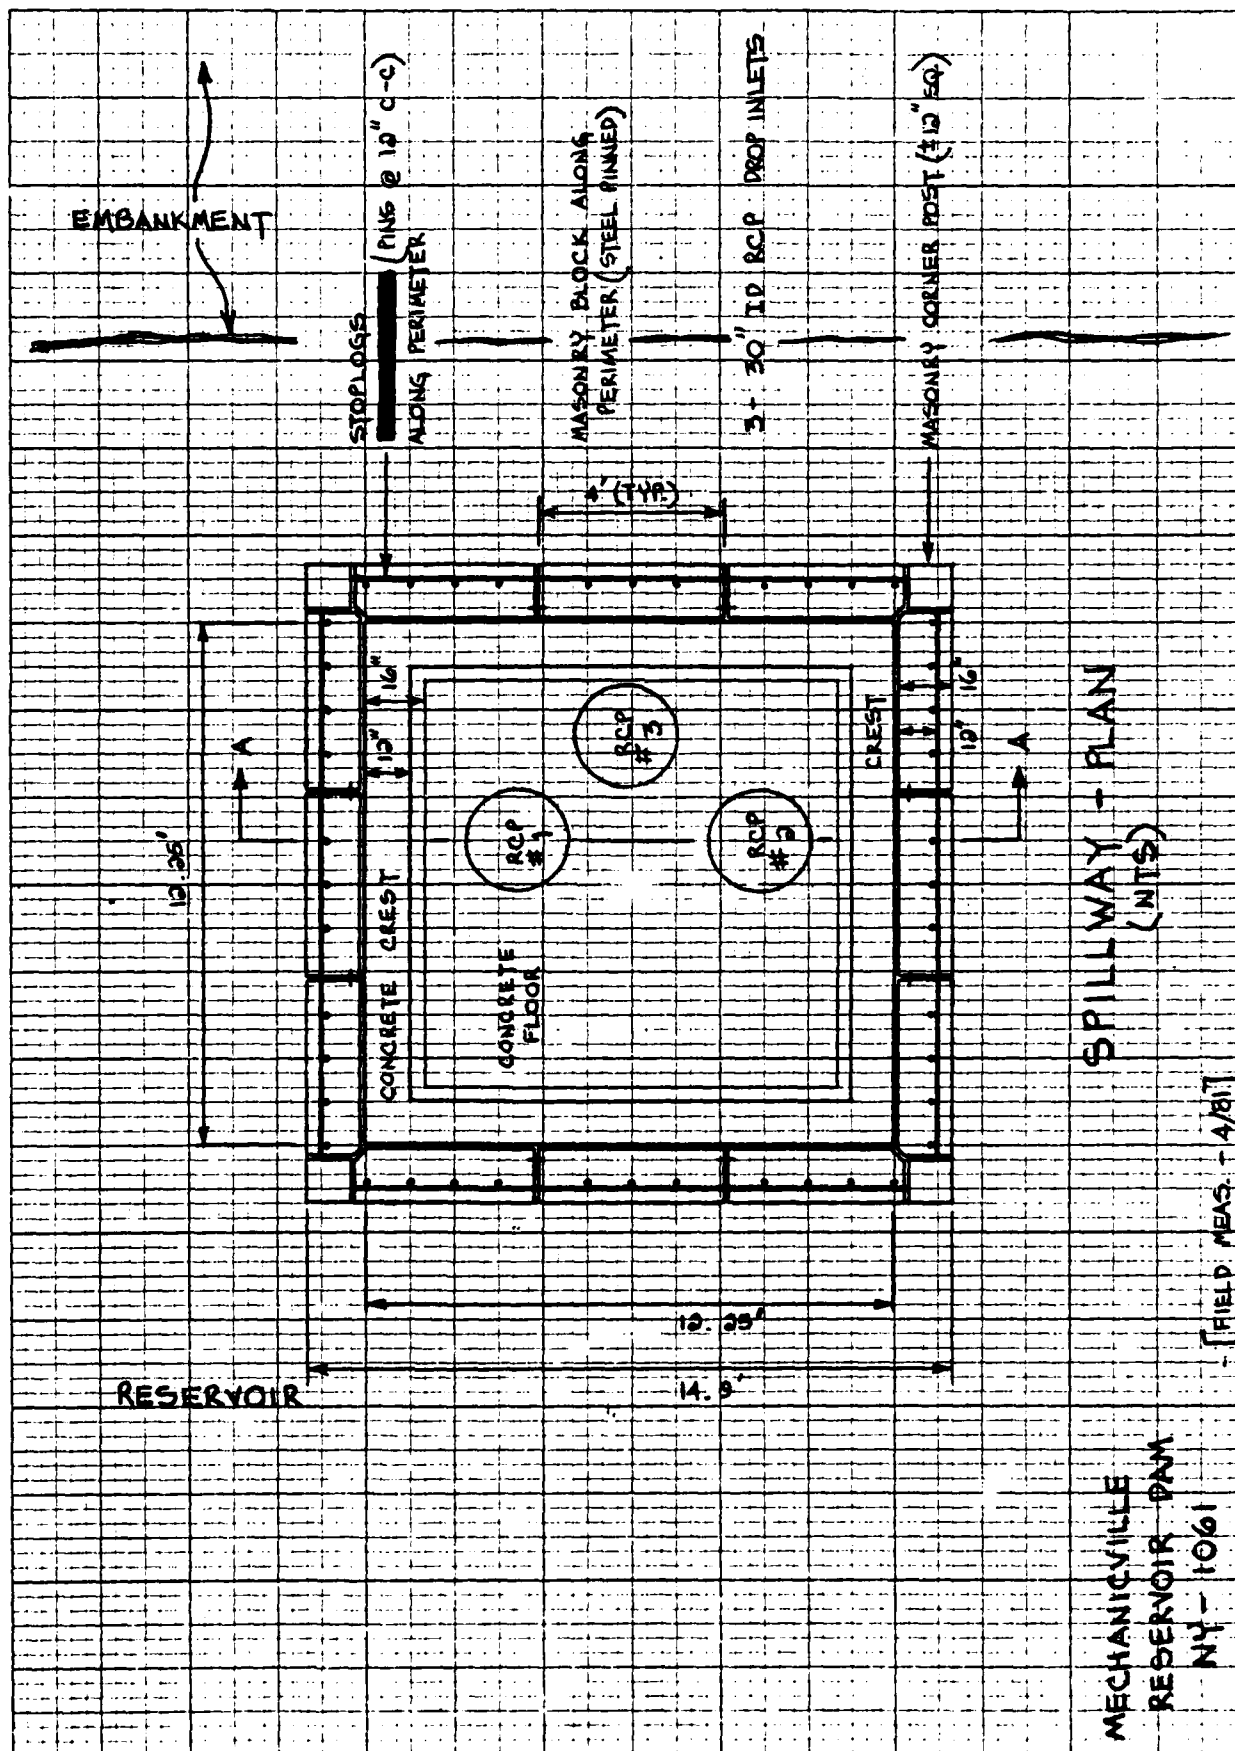 EMBANKMENT
STOPLOGS
(PINS @ 12" C-C)
ALONG PERIMETER
MASONRY BLOCK ALONG
PERIMETER (STEEL PINNED)
3 - 30" ID RCP DROP INLETS
MASONRY CORNER POST (±12" SQ.)
4' (TYP.)
12.25'
A
16"
12"
CONCRETE CREST
RCP
#1
RCP
#3
RCP
#2
CREST
16"
12"
A
CONCRETE
FLOOR
12.25'
14.9'
RESERVOIR
SPILLWAY - PLAN
(NTS)
[FIELD MEAS. - 4/81]
MECHANICVILLE
RESERVOIR DAM
NY - 1061